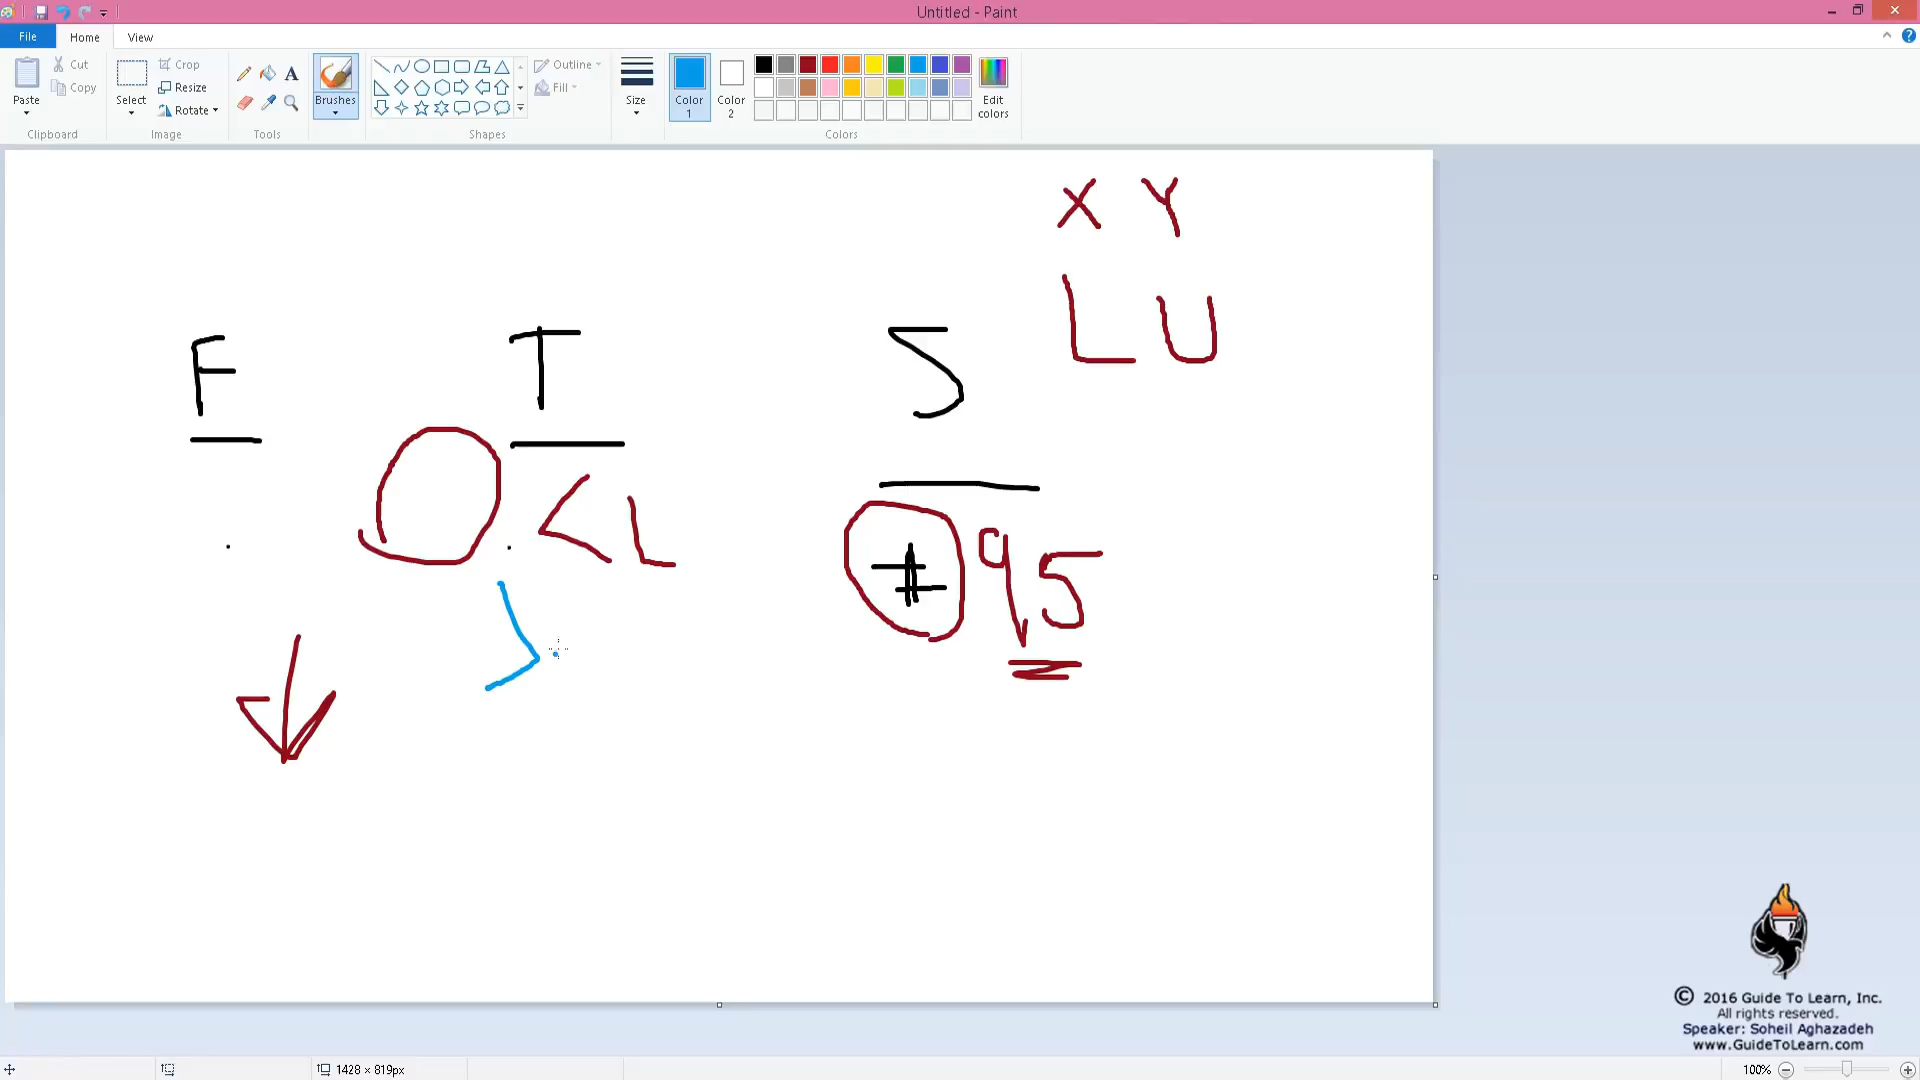 Untitled - Paint
File Home View
Paste
Cut
Copy
Clipboard
Select
Crop
Resize
Rotate
Image
A
Tools
Brushes
Outline
Fill
Shapes
Size
Color 1
Color 2
Edit colors
Colors
X Y
L U
F T S
< L
# 95
>
© 2016 Guide To Learn, Inc.
All rights reserved.
Speaker: Soheil Aghazadeh
www.GuideToLearn.com
1428 × 819px
100%